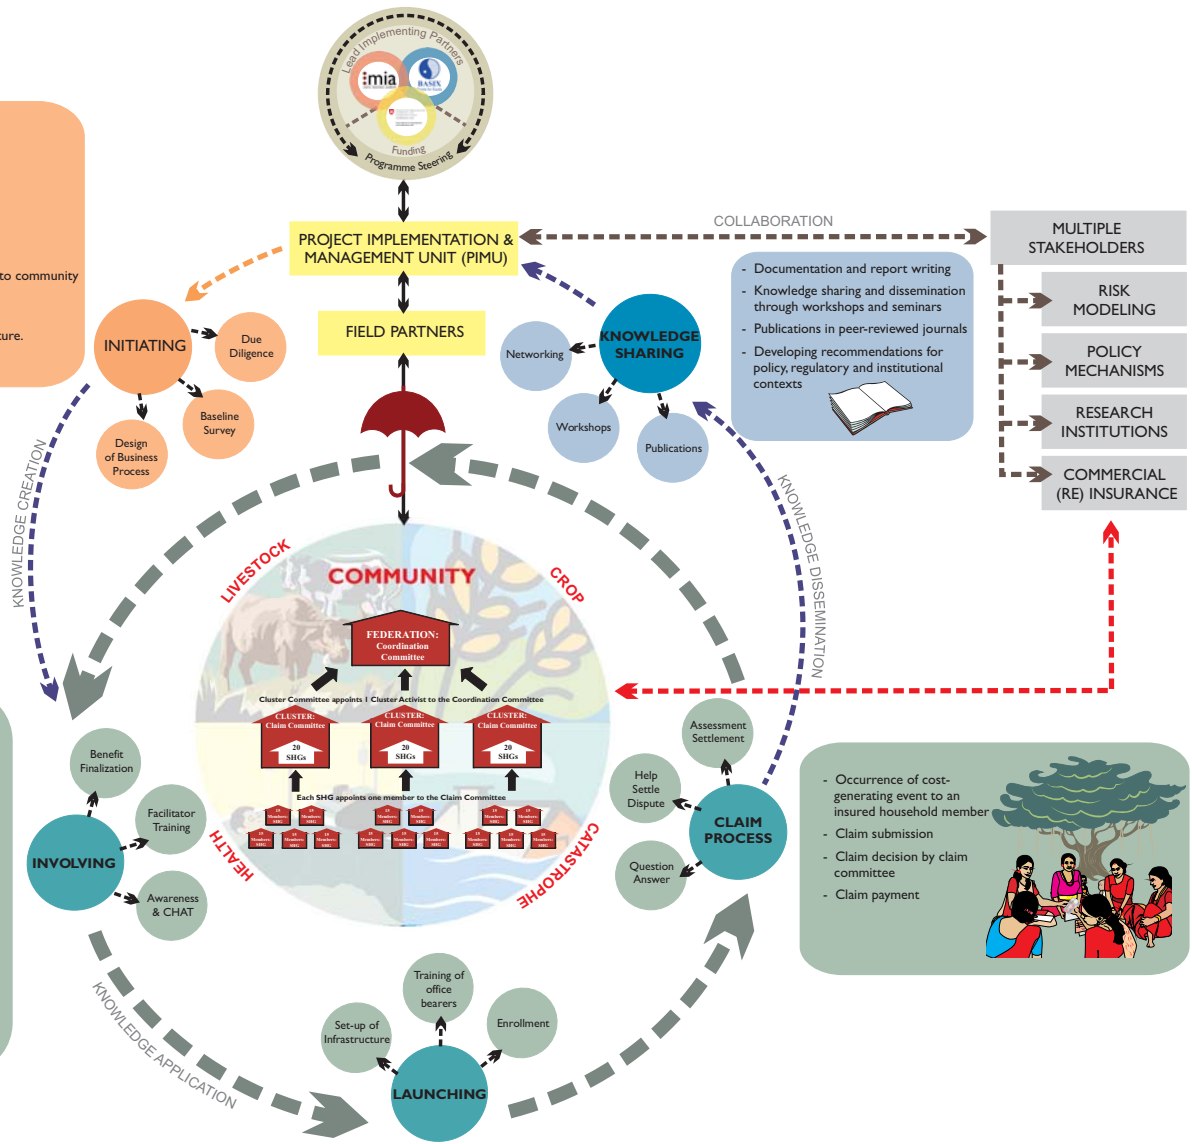 Lead Implementing Partners
:mia
BASIX
Funding
Programme Steering
PROJECT IMPLEMENTATION &
MANAGEMENT UNIT (PIMU)
COLLABORATION
MULTIPLE
STAKEHOLDERS
RISK
MODELING
POLICY
MECHANISMS
RESEARCH
INSTITUTIONS
COMMERCIAL
(RE) INSURANCE
to community
ture.
FIELD PARTNERS
INITIATING
Due
Diligence
Baseline
Survey
Design
of Business
Process
KNOWLEDGE
SHARING
Networking
Workshops
Publications
- Documentation and report writing
- Knowledge sharing and dissemination
through workshops and seminars
- Publications in peer-reviewed journals
- Developing recommendations for
policy, regulatory and institutional
contexts
KNOWLEDGE CREATION
KNOWLEDGE DISSEMINATION
LIVESTOCK
CROP
HEALTH
CATASTROPHE
COMMUNITY
FEDERATION:
Coordination
Committee
Cluster Committee appoints 1 Cluster Activist to the Coordination Committee
CLUSTER:
Claim Committee
20
SHGs
CLUSTER:
Claim Committee
20
SHGs
CLUSTER:
Claim Committee
20
SHGs
Each SHG appoints one member to the Claim Committee
Benefit
Finalization
Facilitator
Training
Awareness
& CHAT
INVOLVING
Assessment
Settlement
Help
Settle
Dispute
Question
Answer
CLAIM
PROCESS
- Occurrence of cost-
generating event to an
insured household member
- Claim submission
- Claim decision by claim
committee
- Claim payment
KNOWLEDGE APPLICATION
Set-up of
Infrastructure
Training of
office
bearers
Enrollment
LAUNCHING